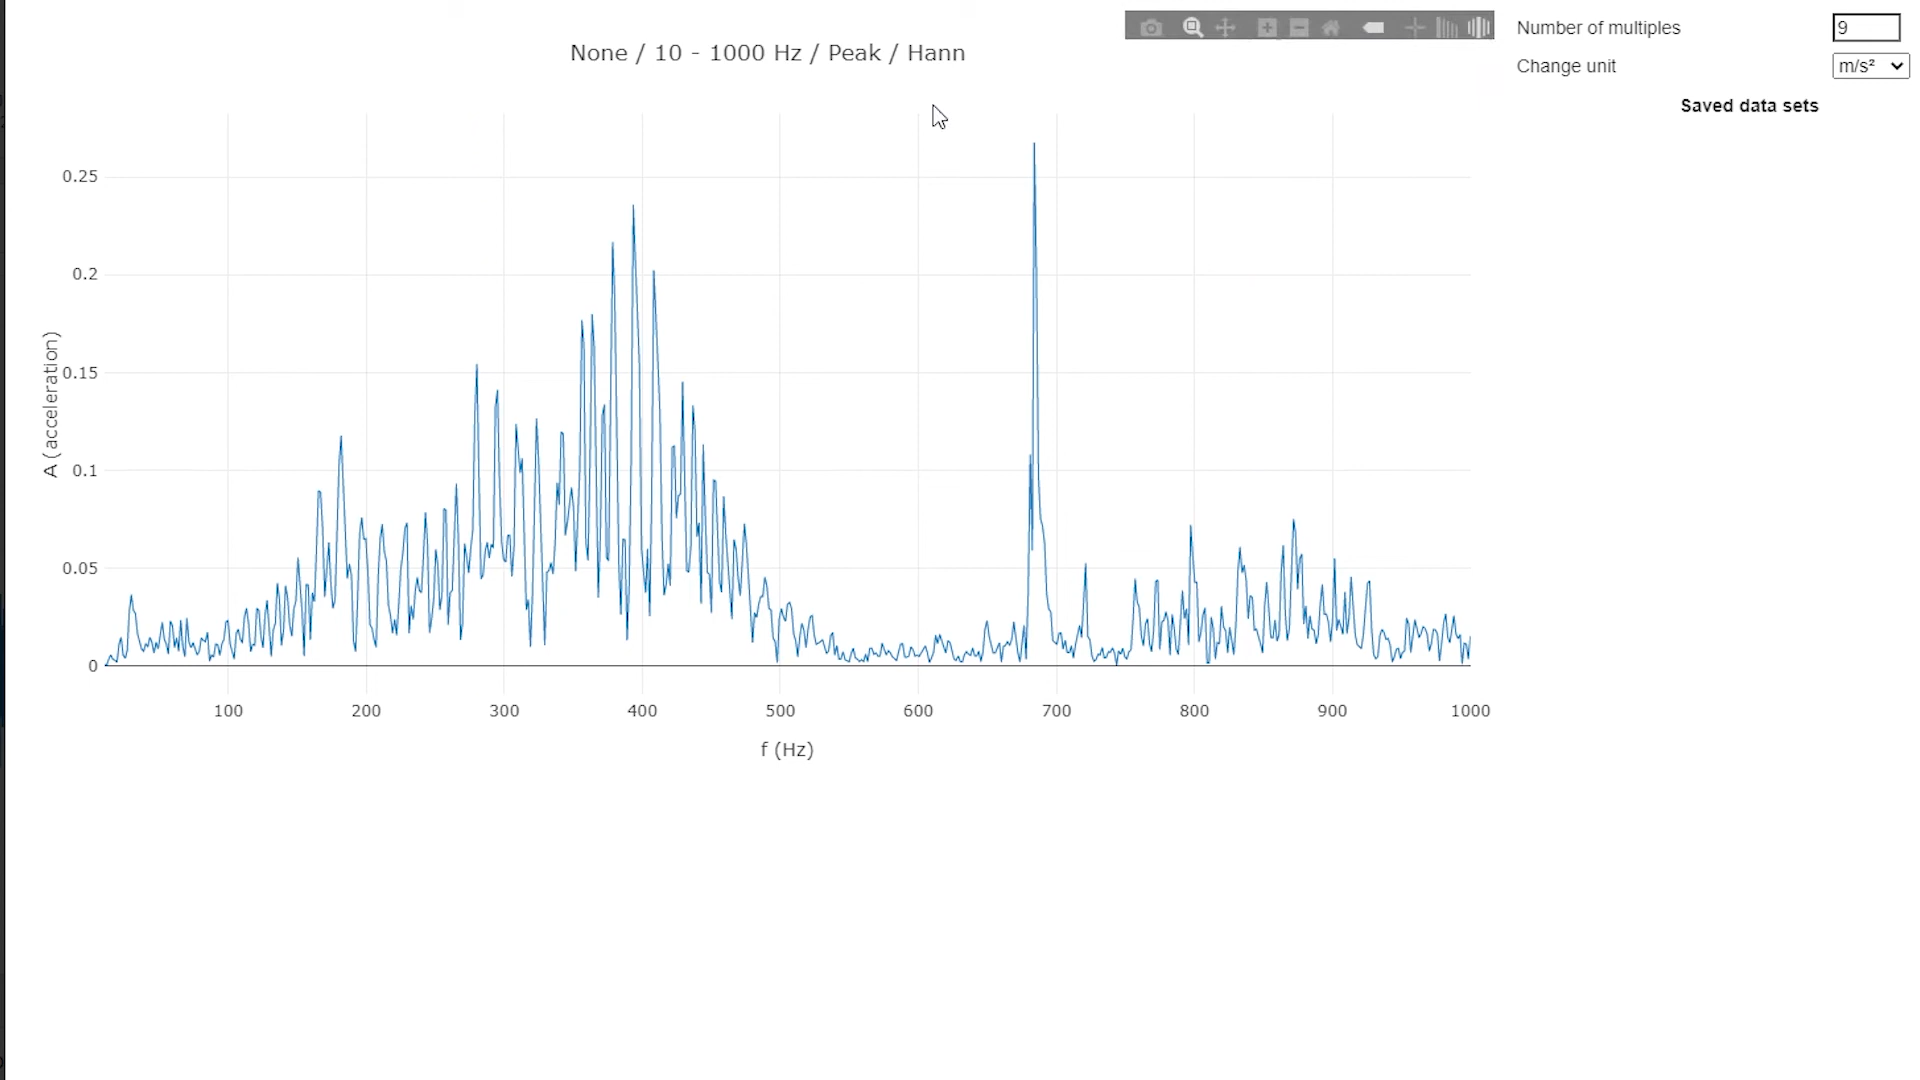 None / 10 - 1000 Hz / Peak / Hann
Number of multiples 9
Change unit m/s²
Saved data sets
A (acceleration)
0.25
0.2
0.15
0.1
0.05
0
100 200 300 400 500 600 700 800 900 1000
f (Hz)